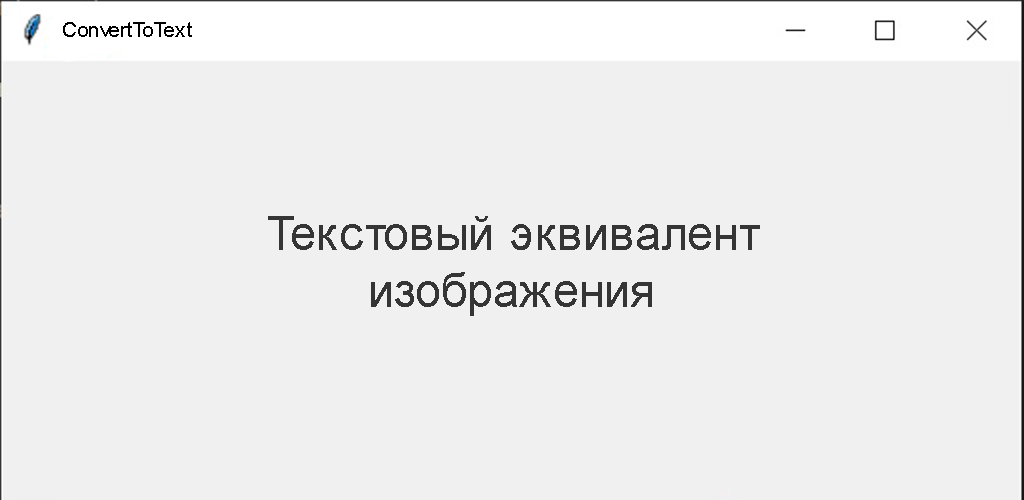 ConvertToText
Текстовый эквивалент
изображения